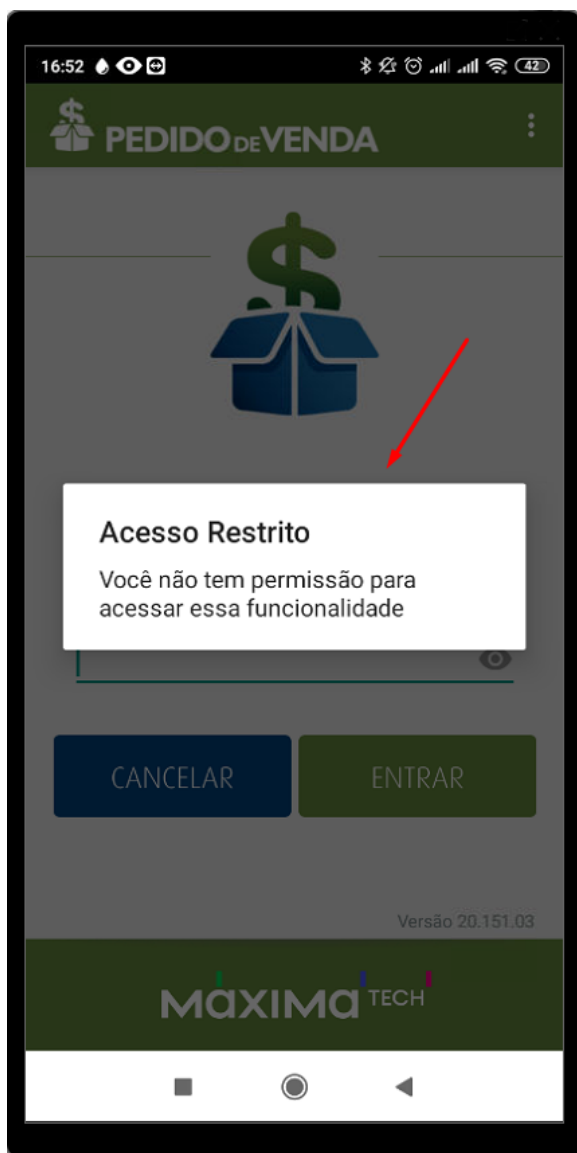 16:52
42
PEDIDO DE VENDA
Acesso Restrito
Você não tem permissão para
acessar essa funcionalidade
CANCELAR
ENTRAR
Versão 20.151.03
MÁXIMA TECH